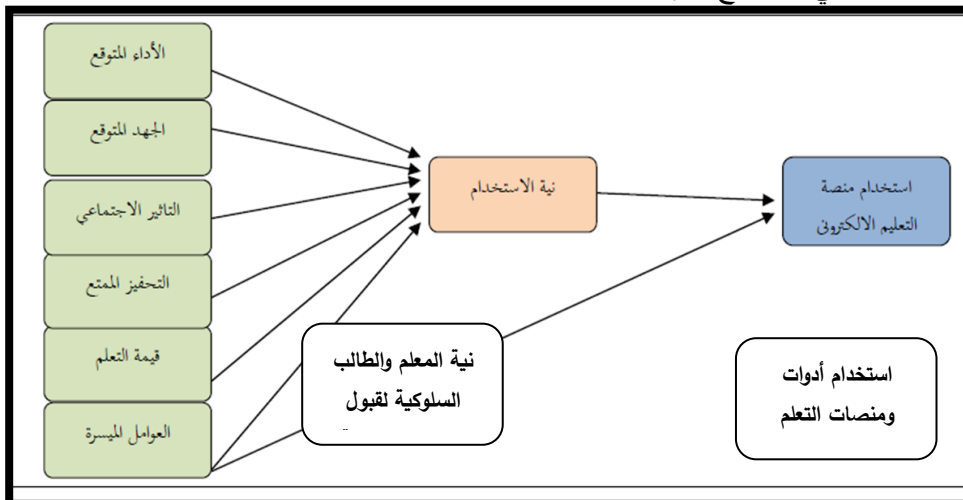 الأداء المتوقع
الجهد المتوقع
التاثير الاجتماعي
التحفيز الممتع
قيمة التعلم
العوامل الميسرة
نية الاستخدام
استخدام منصة
التعليم الالكترونى
نية المعلم والطالب
السلوكية لقبول
استخدام أدوات
ومنصات التعلم